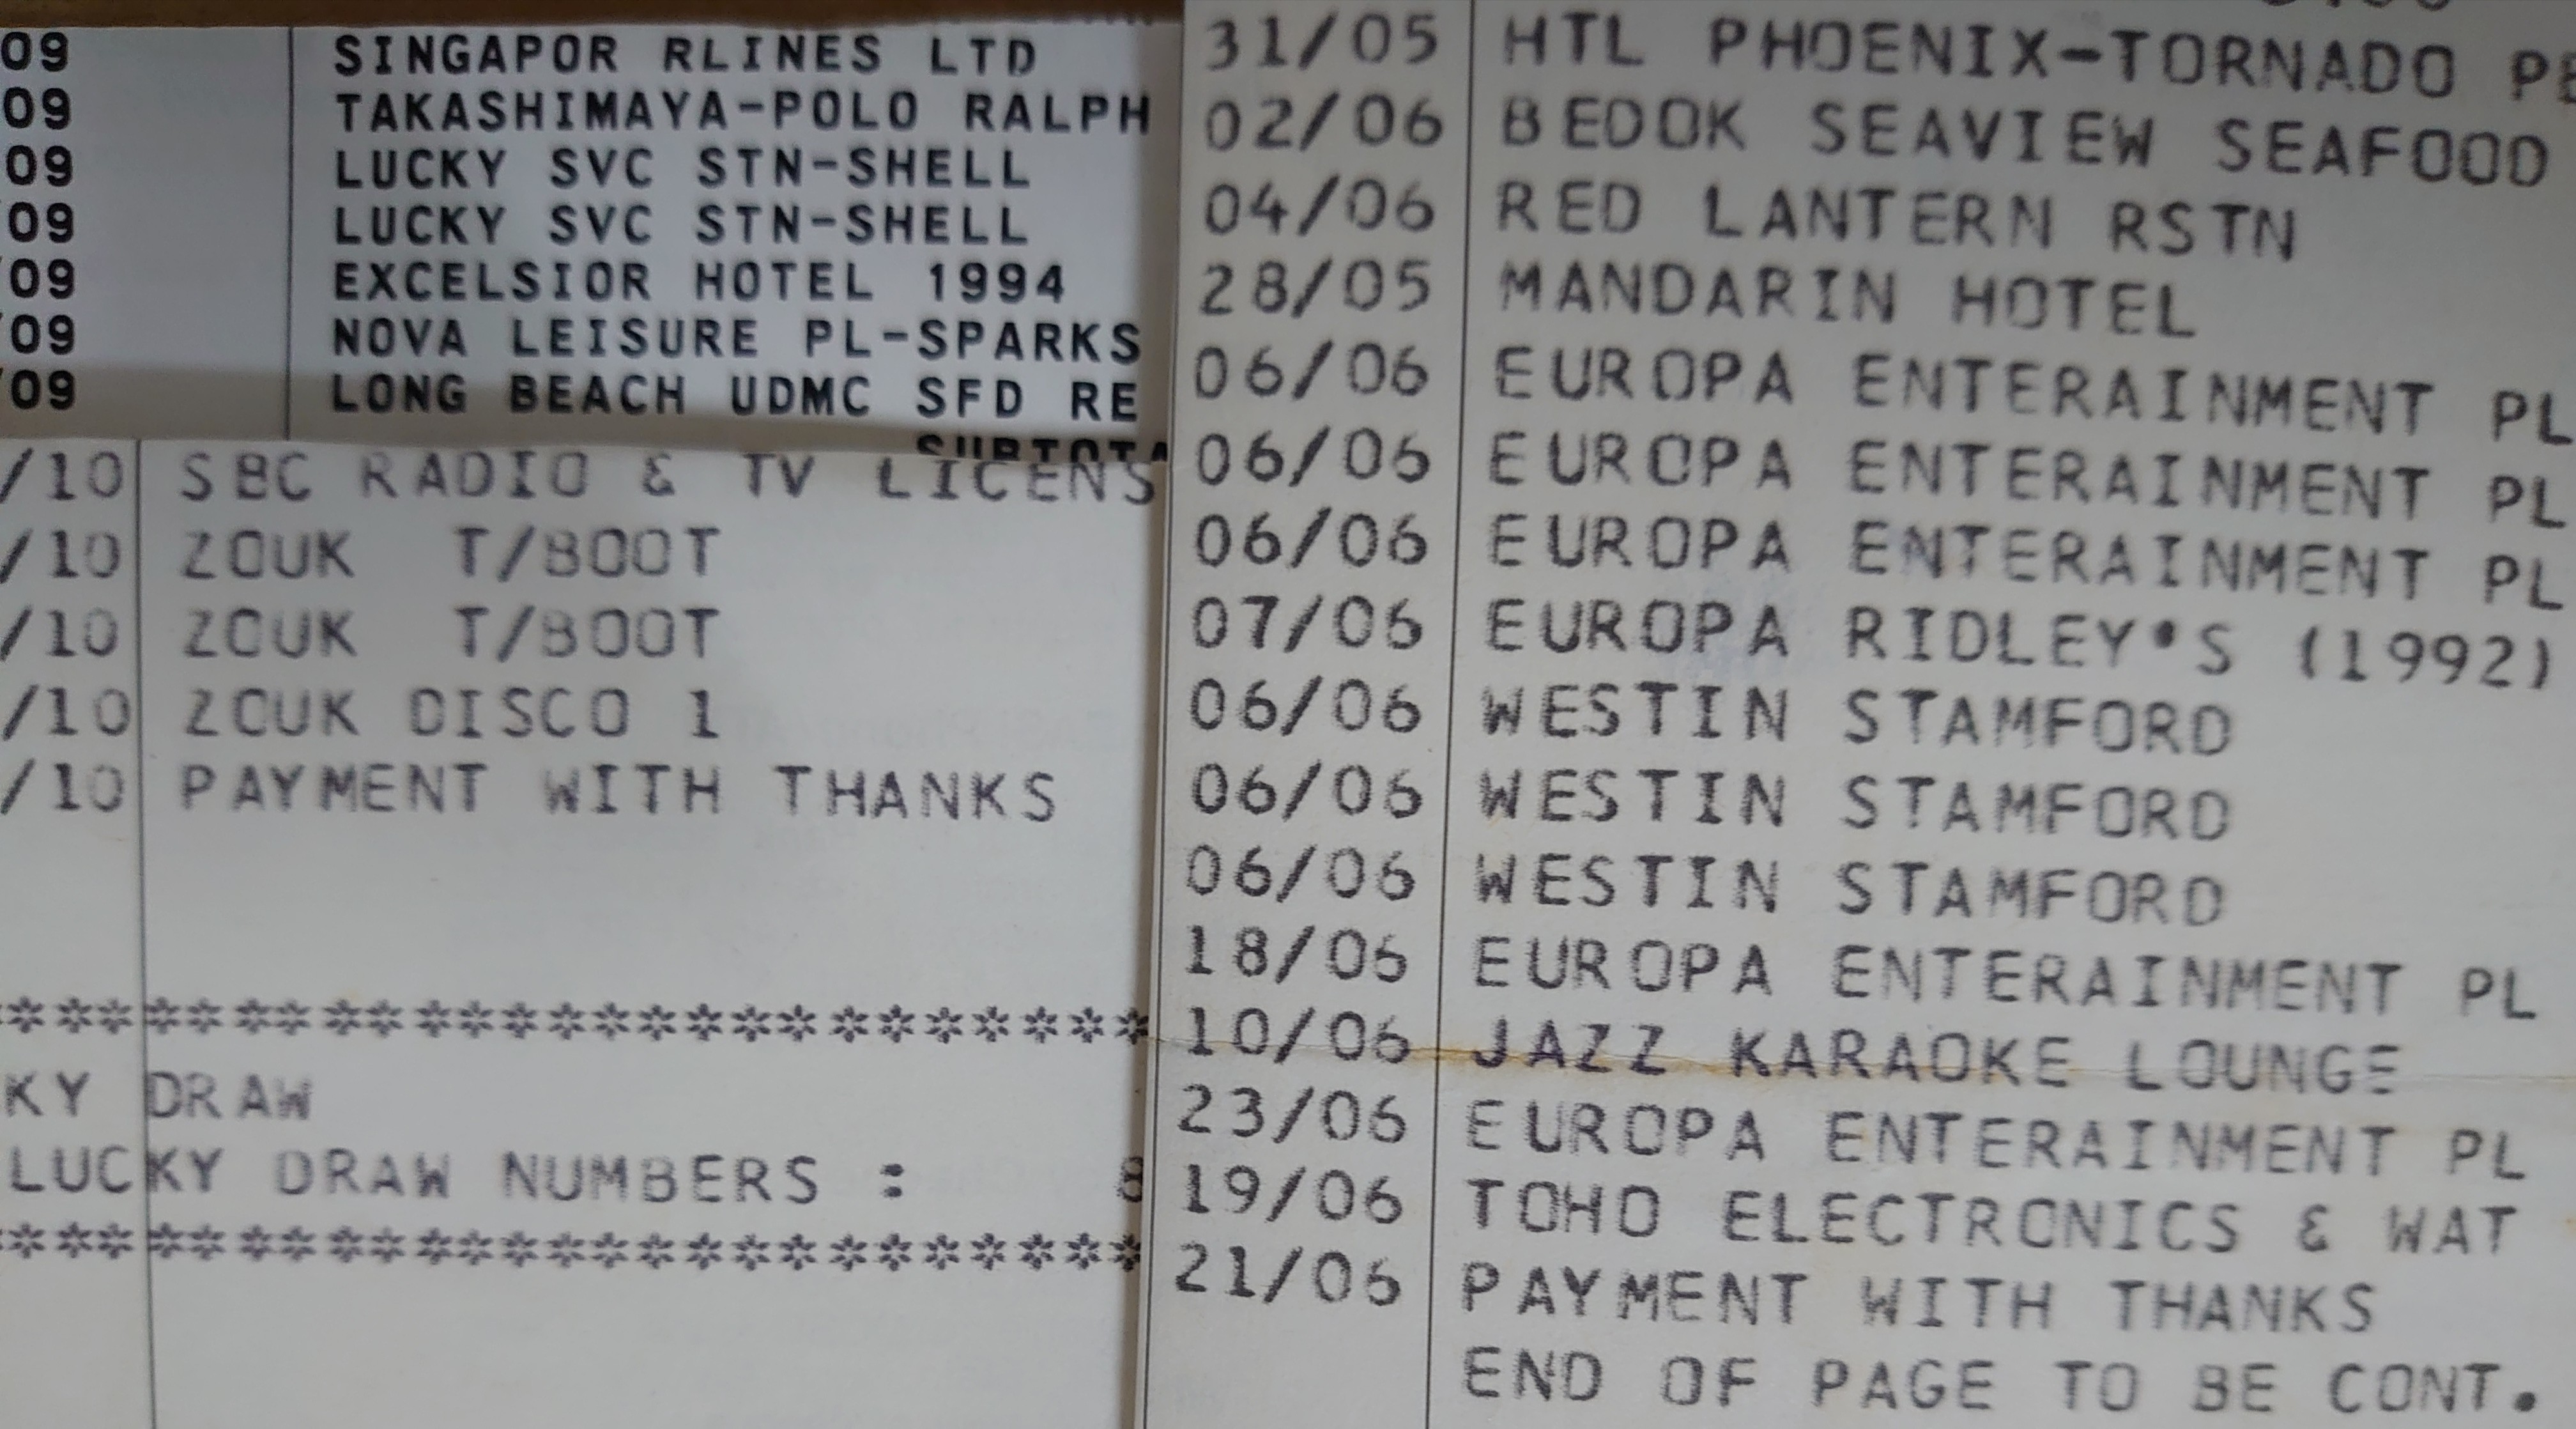 09 SINGAPOR RLINES LTD
09 TAKASHIMAYA-POLO RALPH
09 LUCKY SVC STN-SHELL
09 LUCKY SVC STN-SHELL
/09 EXCELSIOR HOTEL 1994
/09 NOVA LEISURE PL-SPARKS
/09 LONG BEACH UDMC SFD RE
SUBTOTA
/10 SBC RADIO & TV LICENS
/10 ZOUK T/BOOT
/10 ZOUK T/BOOT
/10 ZOUK DISCO 1
/10 PAYMENT WITH THANKS
*************************
KY DRAW
LUCKY DRAW NUMBERS : 8
*************************
31/05 HTL PHOENIX-TORNADO PE
02/06 BEDOK SEAVIEW SEAFOOD
04/06 RED LANTERN RSTN
28/05 MANDARIN HOTEL
06/06 EUROPA ENTERAINMENT PL
06/06 EUROPA ENTERAINMENT PL
06/06 EUROPA ENTERAINMENT PL
07/06 EUROPA RIDLEY'S (1992)
06/06 WESTIN STAMFORD
06/06 WESTIN STAMFORD
06/06 WESTIN STAMFORD
18/06 EUROPA ENTERAINMENT PL
10/06 JAZZ KARAOKE LOUNGE
23/06 EUROPA ENTERAINMENT PL
19/06 TOHO ELECTRONICS & WAT
21/06 PAYMENT WITH THANKS
END OF PAGE TO BE CONT.